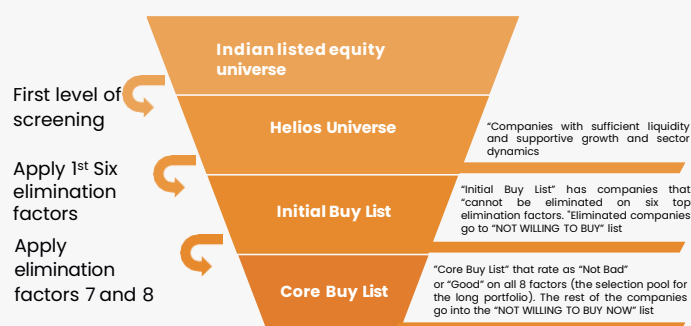 Indian listed equity
universe
First level of
screening
Helios Universe
“Companies with sufficient liquidity
and supportive growth and sector
dynamics
Apply 1st Six
elimination
factors
Initial Buy List
“Initial Buy List” has companies that
“cannot be eliminated on six top
elimination factors. “Eliminated companies
go to “NOT WILLING TO BUY” list
Apply
elimination
factors 7 and 8
Core Buy List
“Core Buy List” that rate as “Not Bad”
or “Good” on all 8 factors (the selection pool for
the long portfolio). The rest of the companies
go into the “NOT WILLING TO BUY NOW” list